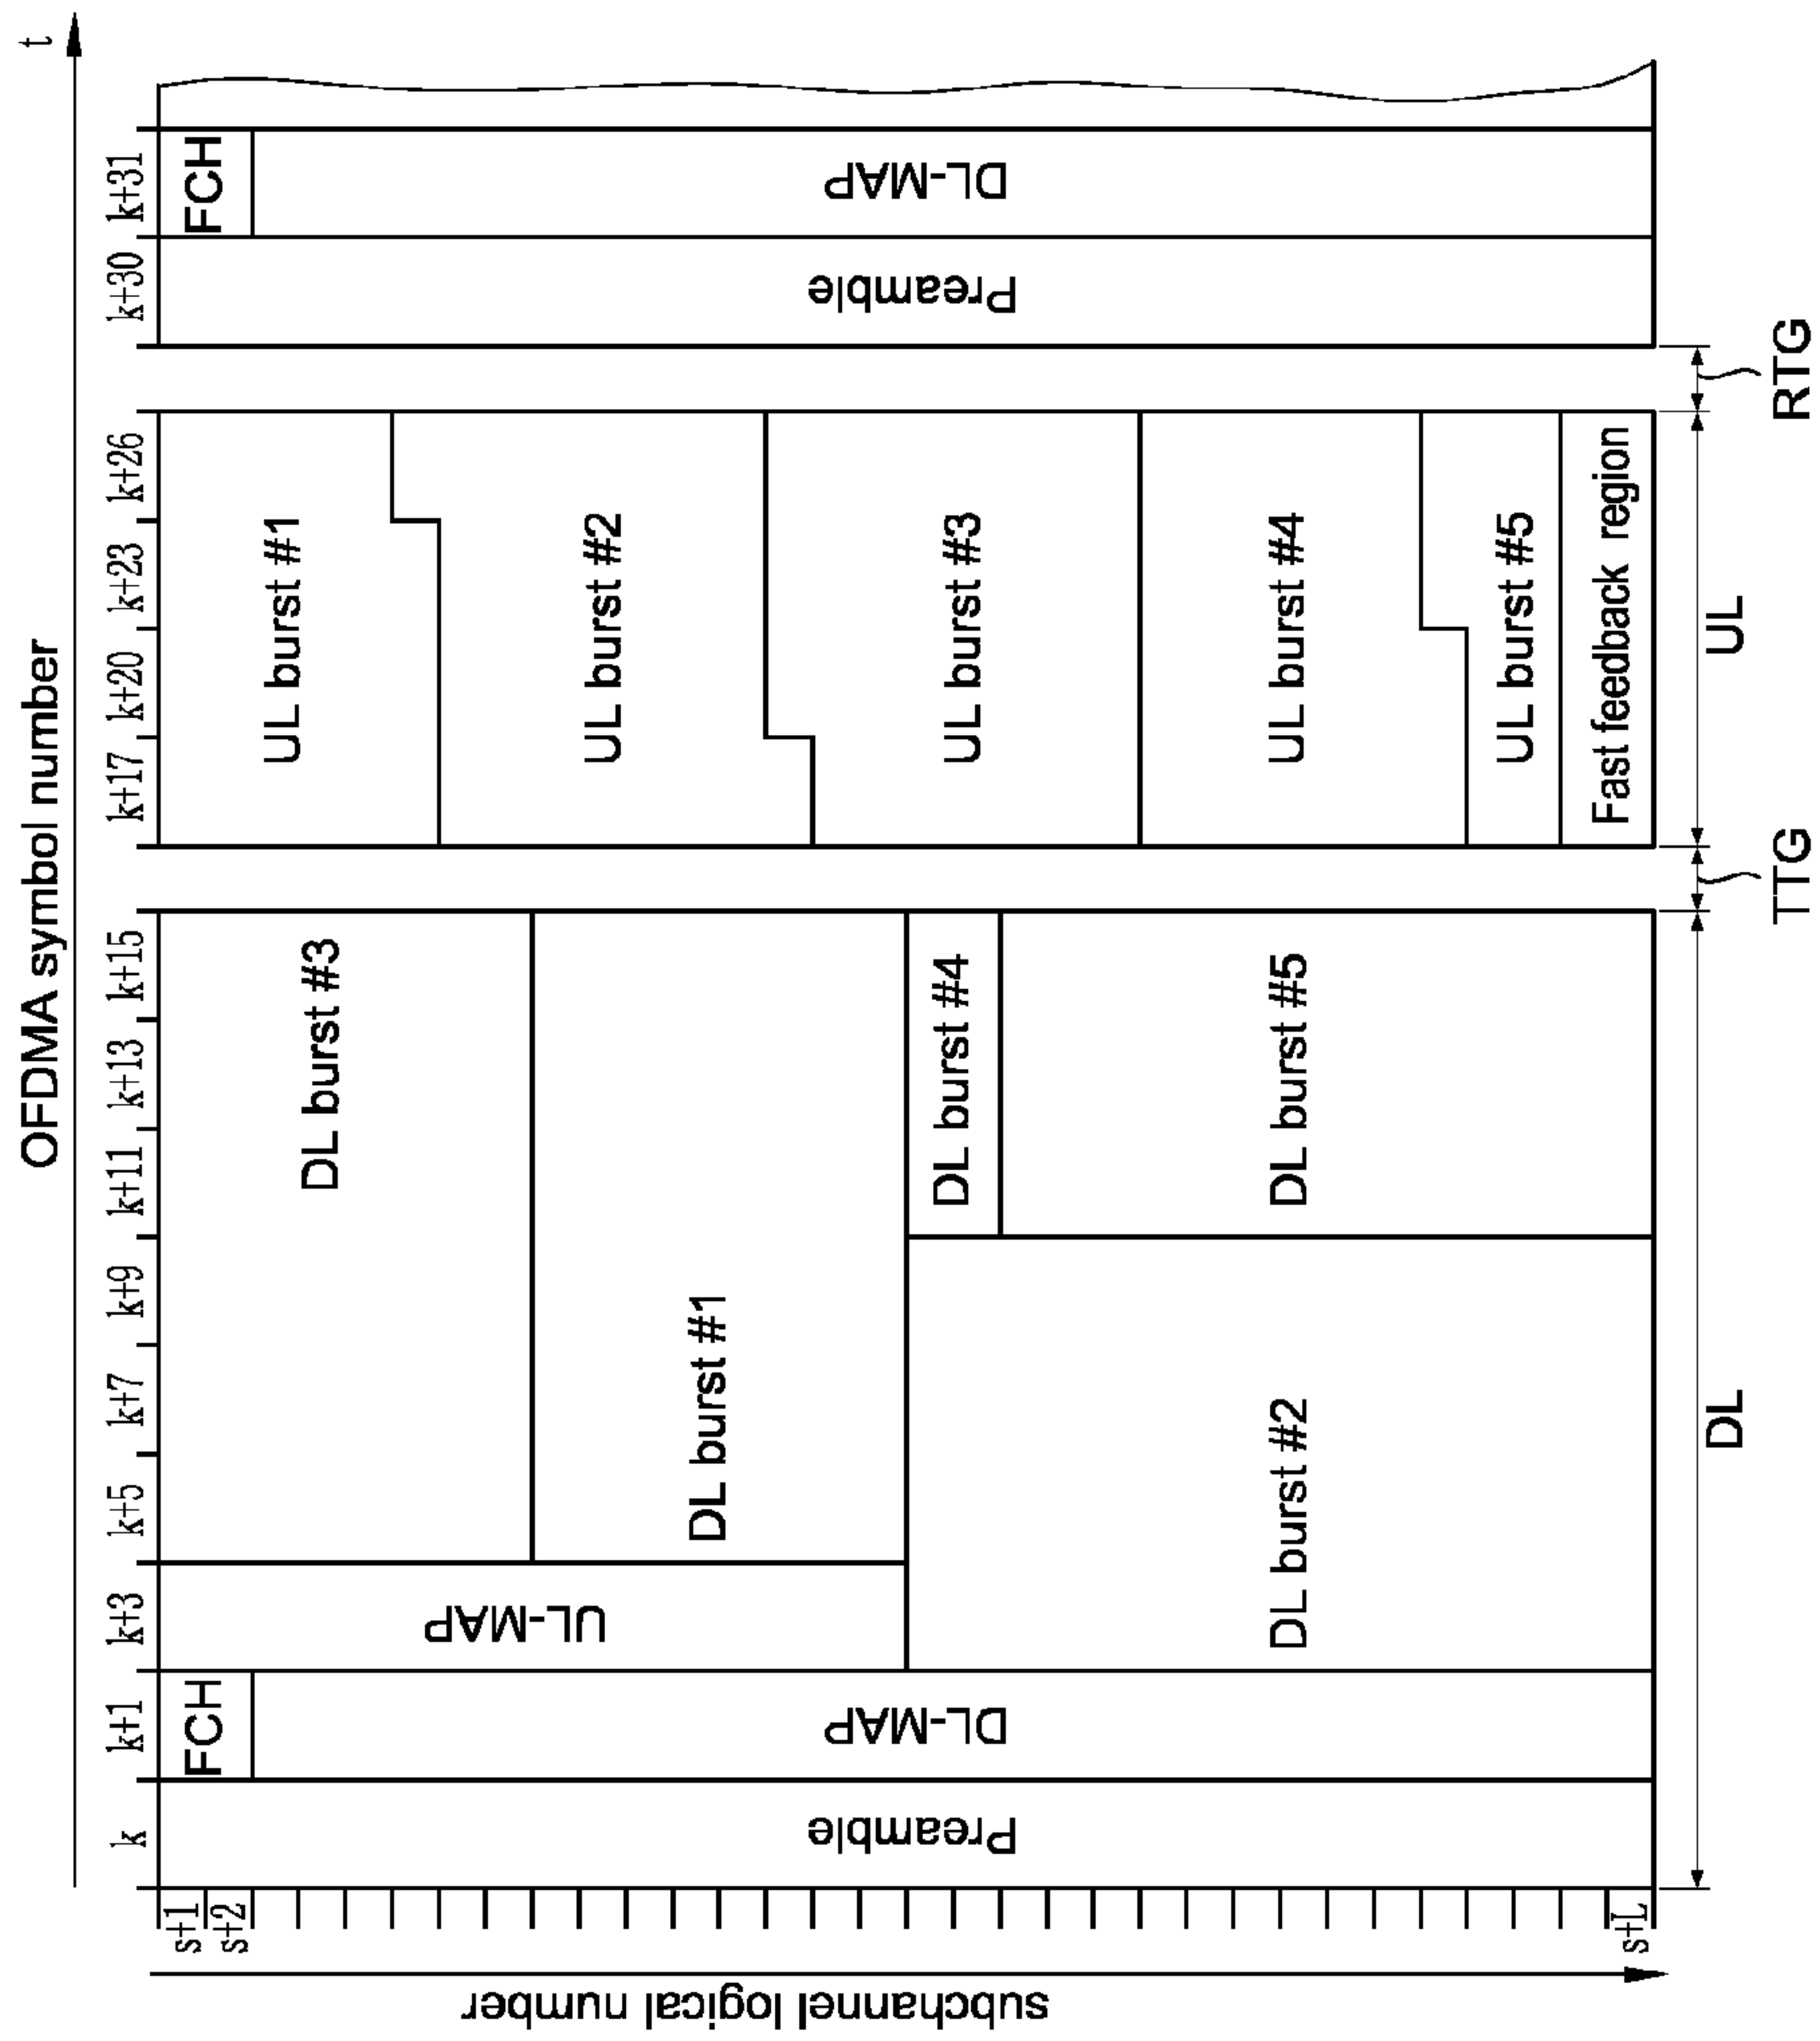 OFDMA symbol number
t
k
k+1
k+3
k+5
k+7
k+9
k+11
k+13
k+15
k+17
k+20
k+23
k+26
k+30
k+31
subchannel logical number
s+1
s+2
s+L
Preamble
FCH
DL-MAP
UL-MAP
DL burst #3
DL burst #1
DL burst #2
DL burst #4
DL burst #5
UL burst #1
UL burst #2
UL burst #3
UL burst #4
UL burst #5
Fast feedback region
Preamble
FCH
DL-MAP
DL
TTG
UL
RTG